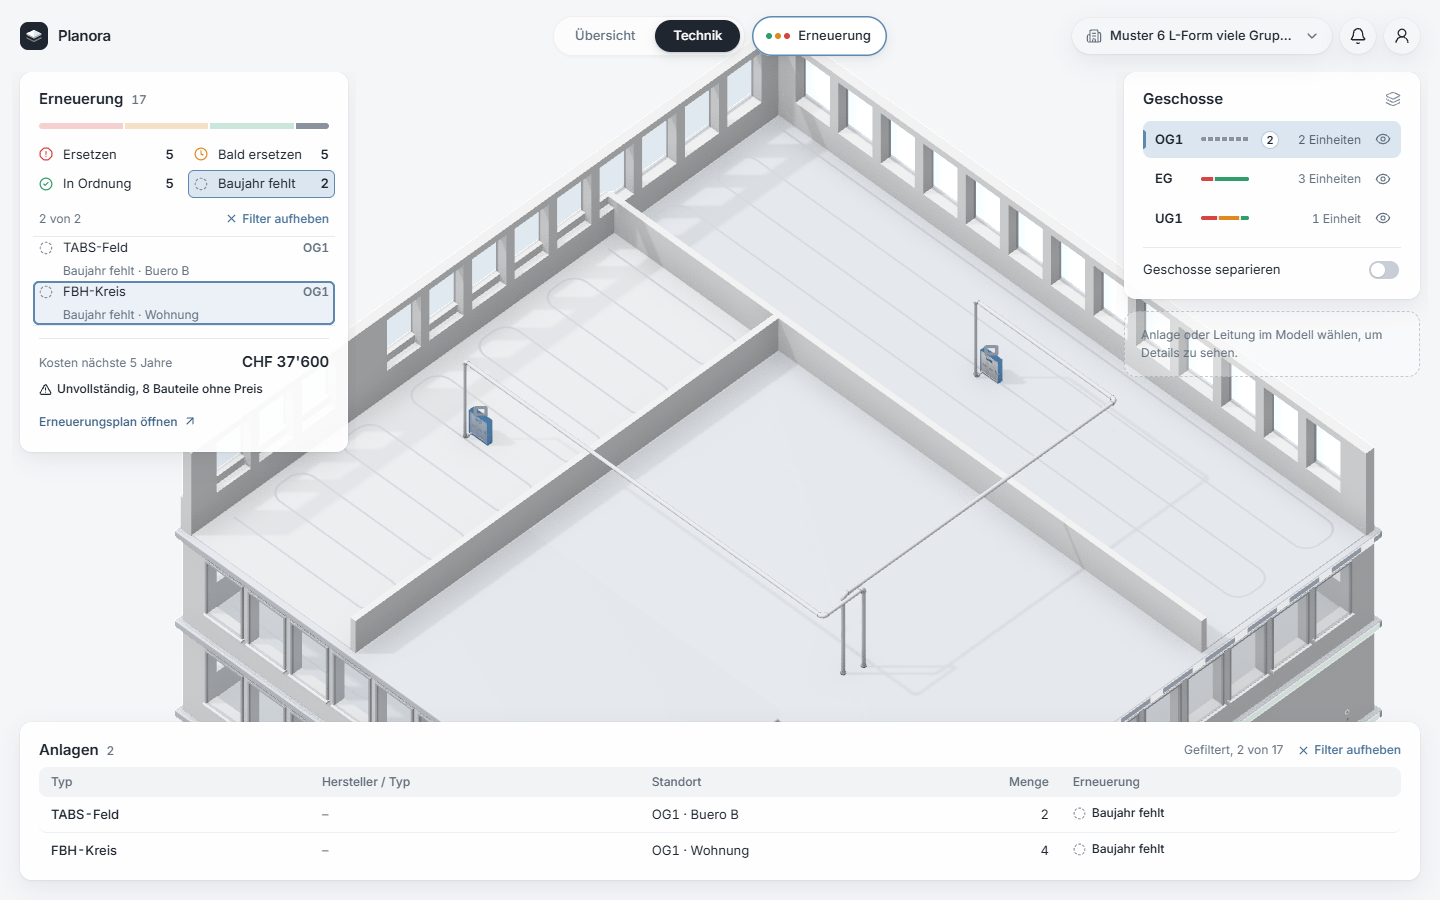 Planora
Übersicht
Technik
Erneuerung
Muster 6 L-Form viele Grup...
Erneuerung 17
Ersetzen 5
Bald ersetzen 5
In Ordnung 5
Baujahr fehlt 2
2 von 2
Filter aufheben
TABS-Feld OG1
Baujahr fehlt · Buero B
FBH-Kreis OG1
Baujahr fehlt · Wohnung
Kosten nächste 5 Jahre CHF 37'600
Unvollständig, 8 Bauteile ohne Preis
Erneuerungsplan öffnen
Geschosse
OG1 2 2 Einheiten
EG 3 Einheiten
UG1 1 Einheit
Geschosse separieren
Anlage oder Leitung im Modell wählen, um
Details zu sehen.
Anlagen 2
Gefiltert, 2 von 17
Filter aufheben
Typ Hersteller / Typ Standort Menge Erneuerung
TABS-Feld – OG1 · Buero B 2 Baujahr fehlt
FBH-Kreis – OG1 · Wohnung 4 Baujahr fehlt